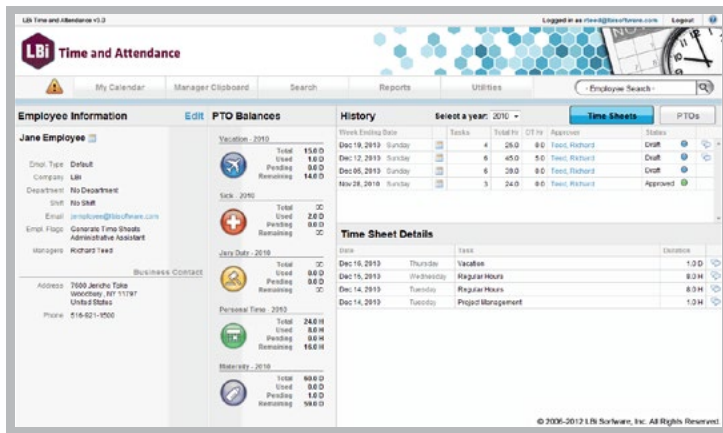 LBi Time and Attendance v3.0
Logged in as rteed@lbisoftware.com Logout
LBi Time and Attendance
My Calendar Manager Clipboard Search Reports Utilities - Employee Search -
Employee Information Edit
Jane Employee
Empl. Type Default
Company LBi
Department No Department
Shift No Shift
Email jemployee@lbisoftware.com
Empl. Flags Generate Time Sheets
Administrative Assistant
Managers Richard Teed
Business Contact
Address 7600 Jericho Tpke
Woodbury, NY 11797
United States
Phone 516-921-1500
PTO Balances
Vacation - 2010
Total 15.0 D
Used 1.0 D
Pending 0.0 D
Remaining 14.0 D
Sick - 2010
Total ∞
Used 2.0 D
Pending 0.0 D
Remaining ∞
Jury Duty - 2010
Total ∞
Used 0.0 D
Pending 0.0 D
Remaining ∞
Personal Time - 2010
Total 24.0 H
Used 8.0 H
Pending 0.0 H
Remaining 16.0 H
Maternity - 2010
Total 60.0 D
Used 0.0 D
Pending 1.0 D
Remaining 59.0 D
History Select a year: 2010 Time Sheets PTOs
Week Ending Date Tasks Total Hr OT Hr Approver Status
Dec 19, 2010 Sunday 4 26.0 0.0 Teed, Richard Draft
Dec 12, 2010 Sunday 6 45.0 5.0 Teed, Richard Draft
Dec 05, 2010 Sunday 6 0.0 Teed, Richard Draft
Nov 28, 2010 Sunday 3 24.0 0.0 Teed, Richard Approved
Time Sheet Details
Date Task Duration
Dec 16, 2010 Thursday Vacation 1.0 D
Dec 15, 2010 Wednesday Regular Hours 8.0 H
Dec 14, 2010 Tuesday Regular Hours 8.0 H
Dec 14, 2010 Tuesday Project Management 1.0 H
© 2006-2012 LBi Software, Inc. All Rights Reserved.